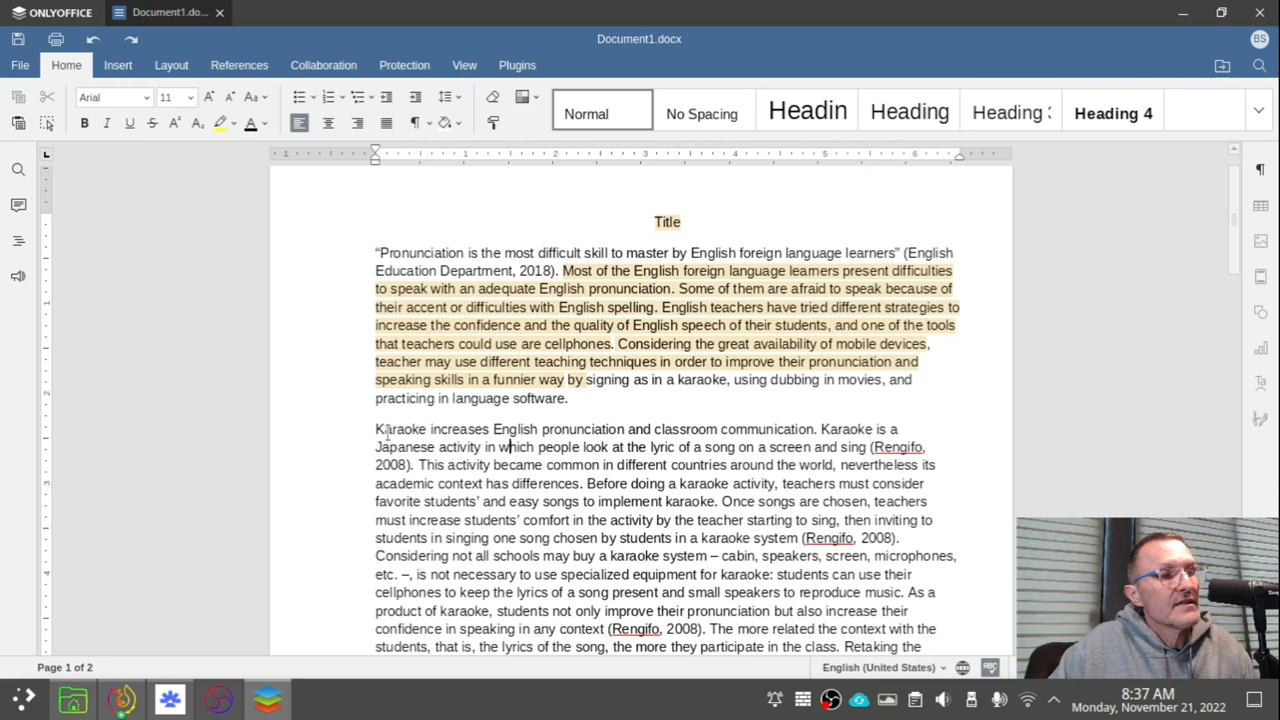 ONLYOFFICE
Document1.do...
Document1.docx
BS
File
Home
Insert
Layout
References
Collaboration
Protection
View
Plugins
Arial
11
Normal
No Spacing
Headin
Heading
Heading
Heading 4
Title
“Pronunciation is the most difficult skill to master by English foreign language learners” (English
Education Department, 2018). Most of the English foreign language learners present difficulties
to speak with an adequate English pronunciation. Some of them are afraid to speak because of
their accent or difficulties with English spelling. English teachers have tried different strategies to
increase the confidence and the quality of English speech of their students, and one of the tools
that teachers could use are cellphones. Considering the great availability of mobile devices,
teacher may use different teaching techniques in order to improve their pronunciation and
speaking skills in a funnier way by signing as in a karaoke, using dubbing in movies, and
practicing in language software.
Karaoke increases English pronunciation and classroom communication. Karaoke is a
Japanese activity in which people look at the lyric of a song on a screen and sing (Rengifo,
2008). This activity became common in different countries around the world, nevertheless its
academic context has differences. Before doing a karaoke activity, teachers must consider
favorite students’ and easy songs to implement karaoke. Once songs are chosen, teachers
must increase students’ comfort in the activity by the teacher starting to sing, then inviting to
students in singing one song chosen by students in a karaoke system (Rengifo, 2008).
Considering not all schools may buy a karaoke system – cabin, speakers, screen, microphones,
etc. –, is not necessary to use specialized equipment for karaoke: students can use their
cellphones to keep the lyrics of a song present and small speakers to reproduce music. As a
product of karaoke, students not only improve their pronunciation but also increase their
confidence in speaking in any context (Rengifo, 2008). The more related the context with the
students, that is, the lyrics of the song, the more they participate in the class. Retaking the
Page 1 of 2
English (United States)
8:37 AM
Monday, November 21, 2022